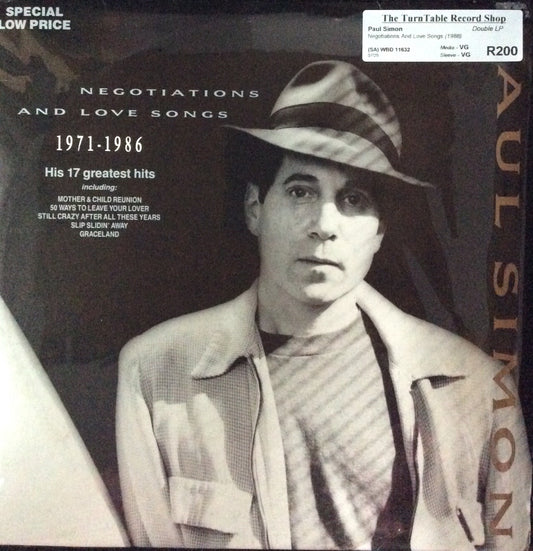 SPECIAL
LOW PRICE
The TurnTable Record Shop
Paul Simon Double LP
Negotiations And Love Songs (1988)
(SA) WBD 11632 Media - VG
Sleeve - VG
R200
NEGOTIATIONS
AND LOVE SONGS
1971-1986
His 17 greatest hits
including:
MOTHER & CHILD REUNION
50 WAYS TO LEAVE YOUR LOVER
STILL CRAZY AFTER ALL THESE YEARS
SLIP SLIDIN' AWAY
GRACELAND
AUL SIMON